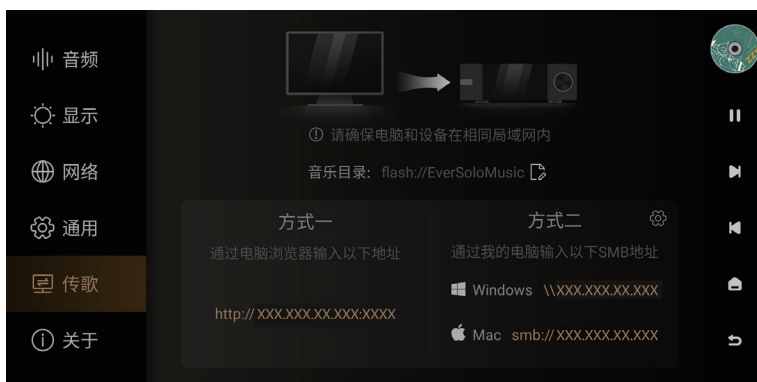 音频
显示
网络
通用
传歌
关于
请确保电脑和设备在相同局域网内
音乐目录: flash://EverSoloMusic
方式一
通过电脑浏览器输入以下地址
http://XXX.XXX.XX.XXX:XXXX
方式二
通过我的电脑输入以下SMB地址
Windows \\XXX.XXX.XX.XXX
Mac smb://XXX.XXX.XX.XXX